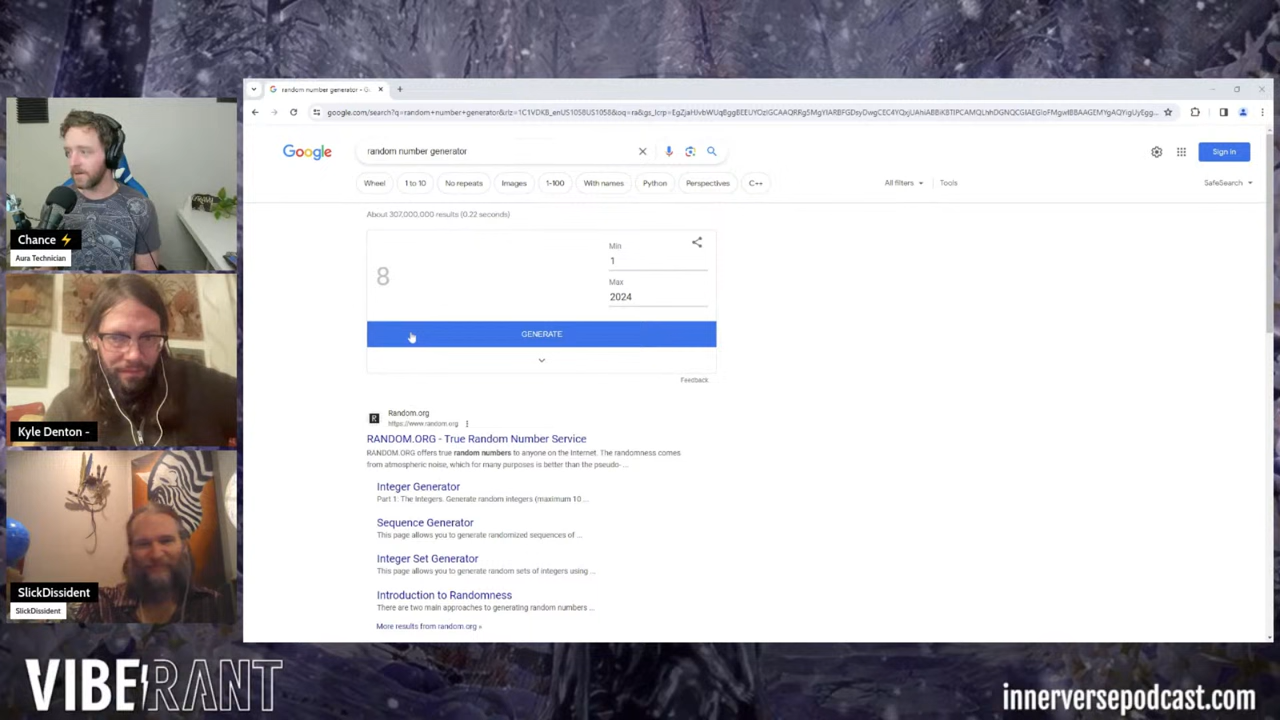 random number generator - G
Google
random number generator
Sign in
Wheel
1 to 10
No repeats
Images
1-100
With names
Python
Perspectives
C++
All filters
Tools
SafeSearch
About 307,000,000 results (0.22 seconds)
8
Min
1
Max
2024
GENERATE
Feedback
Random.org
https://www.random.org
RANDOM.ORG - True Random Number Service
RANDOM.ORG offers true random numbers to anyone on the Internet. The randomness comes
from atmospheric noise, which for many purposes is better than the pseudo- ...
Integer Generator
Part 1: The Integers. Generate random integers (maximum 10 ...
Sequence Generator
This page allows you to generate randomized sequences of ...
Integer Set Generator
This page allows you to generate random sets of integers using ...
Introduction to Randomness
There are two main approaches to generating random numbers ...
More results from random.org »
Chance ⚡
Aura Technician
Kyle Denton -
SlickDissident
SlickDissident
VIBERANT
innerversepodcast.com